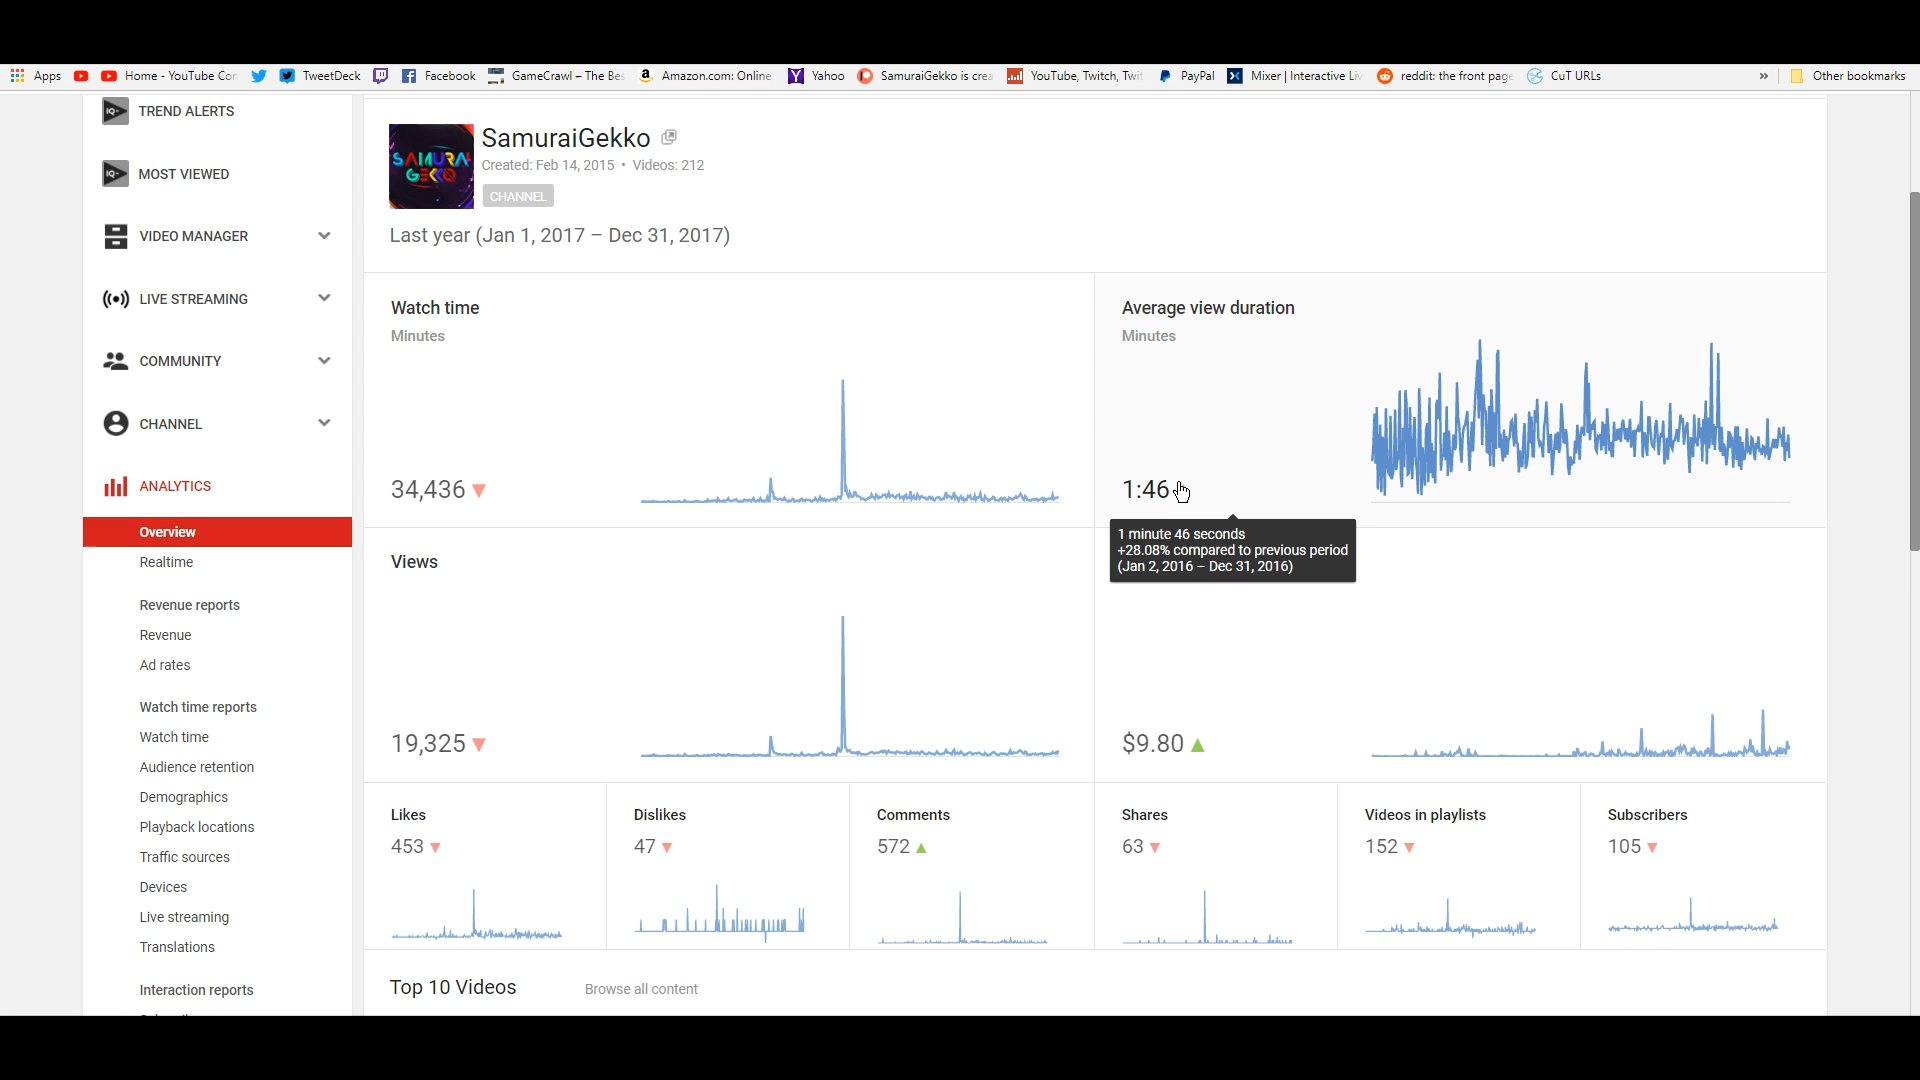 Apps Home - YouTube Con TweetDeck Facebook GameCrawl – The Bes Amazon.com: Online Yahoo SamuraiGekko is crea YouTube, Twitch, Twit PayPal Mixer | Interactive Liv reddit: the front page CuT URLs » Other bookmarks
TREND ALERTS
MOST VIEWED
VIDEO MANAGER
LIVE STREAMING
COMMUNITY
CHANNEL
ANALYTICS
Overview
Realtime
Revenue reports
Revenue
Ad rates
Watch time reports
Watch time
Audience retention
Demographics
Playback locations
Traffic sources
Devices
Live streaming
Translations
Interaction reports
SAMURAI
GEKKO
SamuraiGekko
Created: Feb 14, 2015 • Videos: 212
CHANNEL
Last year (Jan 1, 2017 – Dec 31, 2017)
Watch time
Minutes
34,436
Average view duration
Minutes
1:46
1 minute 46 seconds
+28.08% compared to previous period
(Jan 2, 2016 – Dec 31, 2016)
Views
19,325
$9.80
Likes
453
Dislikes
47
Comments
572
Shares
63
Videos in playlists
152
Subscribers
105
Top 10 Videos Browse all content